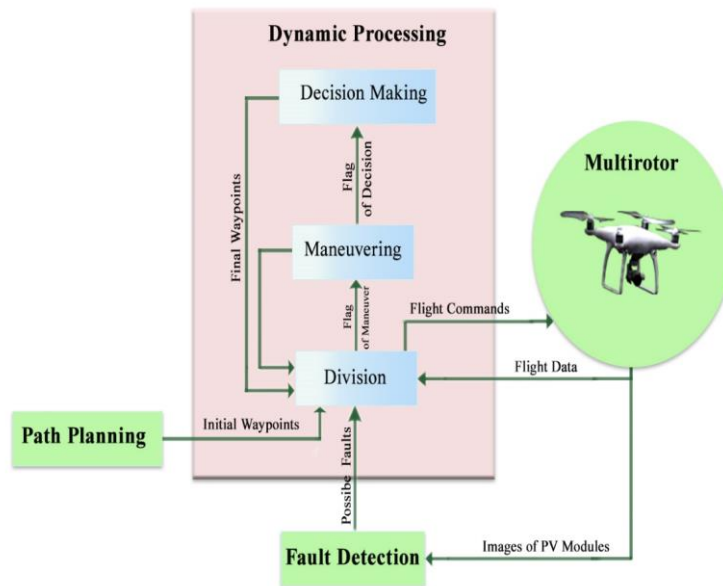 Dynamic Processing
Decision Making
Flag
of Decision
Final Waypoints
Maneuvering
Flag
of Maneuver
Division
Multirotor
Flight Commands
Flight Data
Path Planning
Initial Waypoints
Possibe Faults
Fault Detection
Images of PV Modules